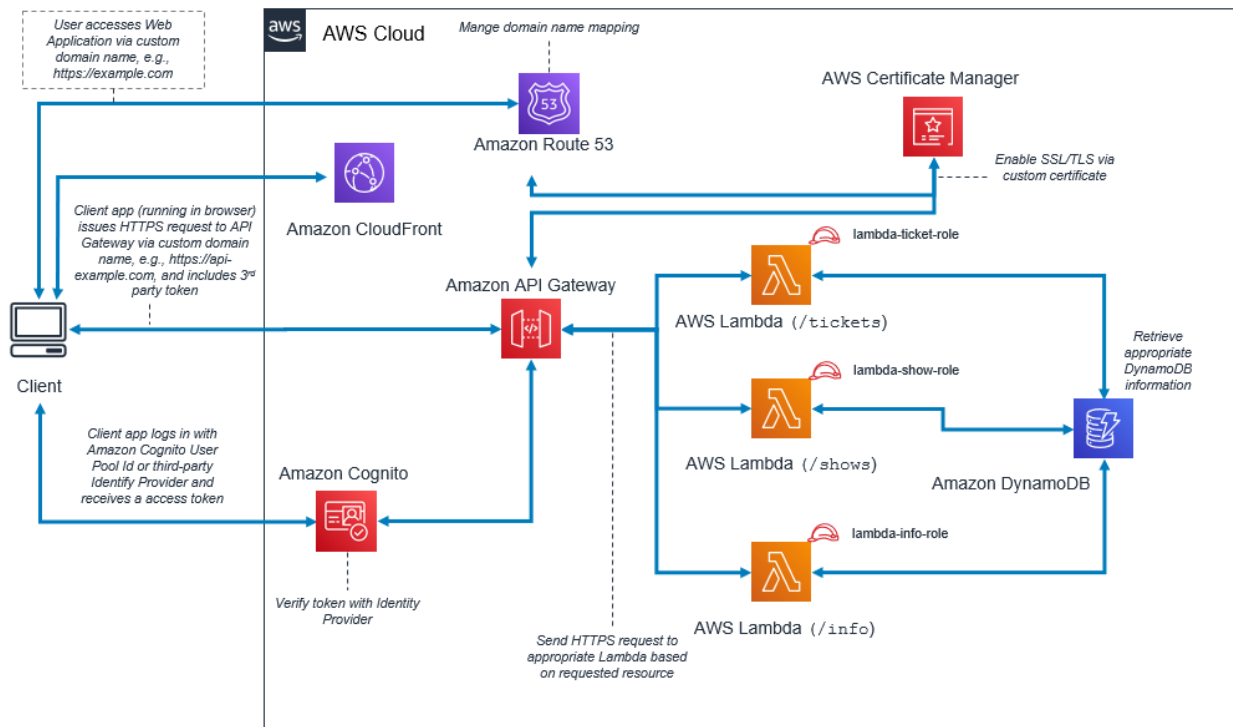 User accesses Web
Application via custom
domain name, e.g.,
https://example.com
aws
AWS Cloud
Mange domain name mapping
53
Amazon Route 53
AWS Certificate Manager
Enable SSL/TLS via
custom certificate
Amazon CloudFront
Client app (running in browser)
issues HTTPS request to API
Gateway via custom domain
name, e.g., https://api-
example.com, and includes 3rd
party token
Client
Amazon API Gateway
lambda-ticket-role
AWS Lambda (/tickets)
lambda-show-role
AWS Lambda (/shows)
Retrieve
appropriate
DynamoDB
information
Amazon DynamoDB
Client app logs in with
Amazon Cognito User
Pool Id or third-party
Identity Provider and
receives a access token
Amazon Cognito
Verify token with Identity
Provider
lambda-info-role
AWS Lambda (/info)
Send HTTPS request to
appropriate Lambda based
on requested resource